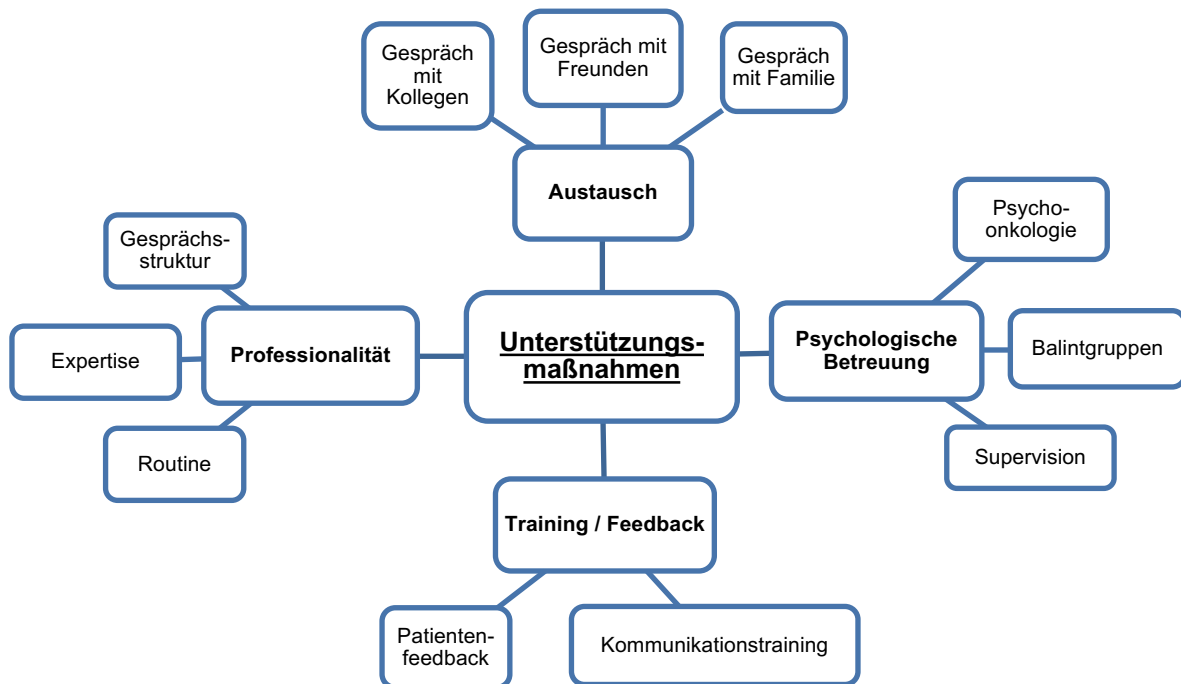 Gespräch
mit
Kollegen
Gespräch mit
Freunden
Gespräch
mit Familie
Austausch
Psycho-
onkologie
Gesprächs-
struktur
Expertise
Professionalität
Unterstützungs-
maßnahmen
Psychologische
Betreuung
Balintgruppen
Routine
Supervision
Training / Feedback
Patienten-
feedback
Kommunikationstraining